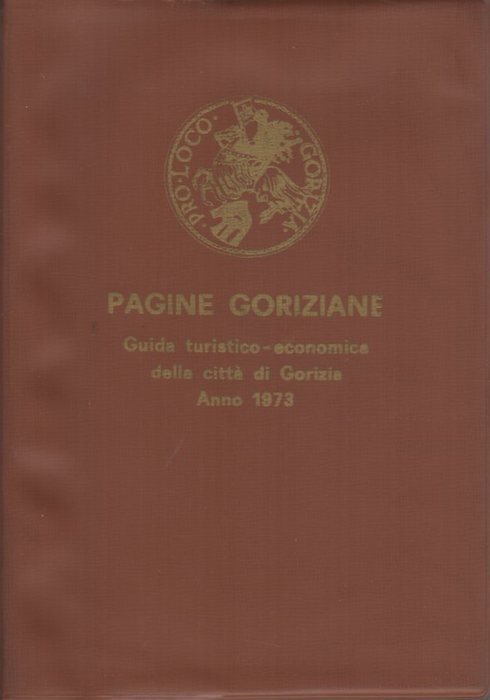 · PRO · LOCO · GORIZIA ·
PAGINE GORIZIANE
Guida turistico-economica
della città di Gorizia
Anno 1973